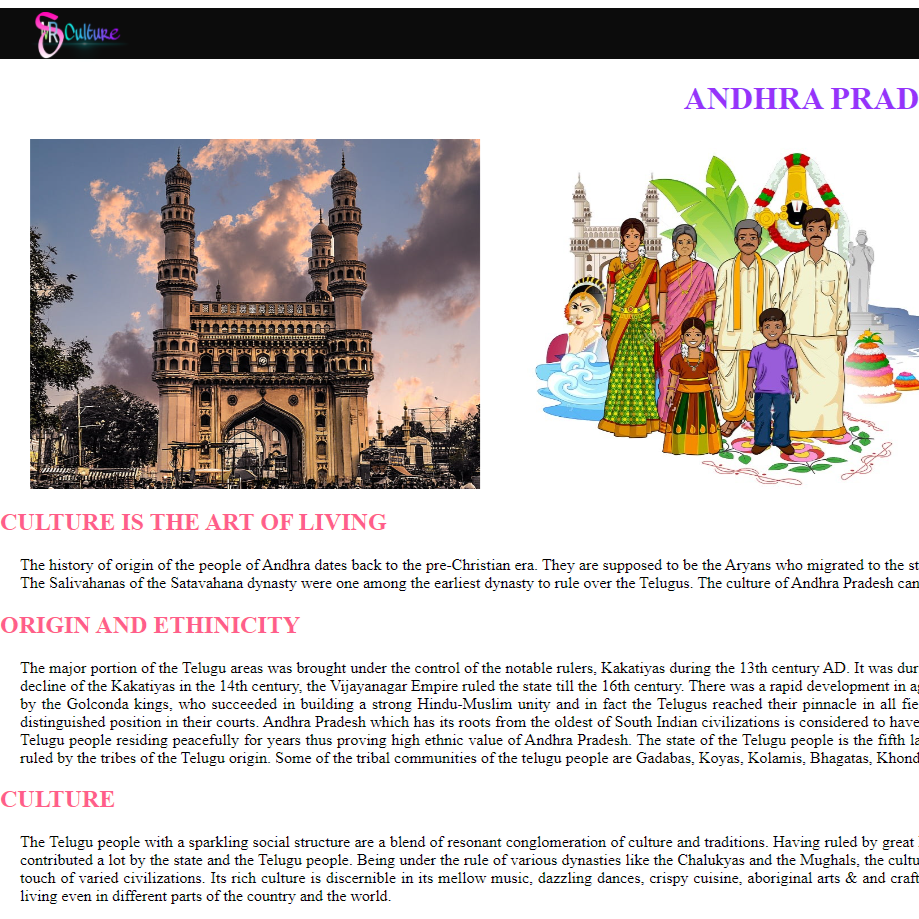 Culture
ANDHRA PRAD
CULTURE IS THE ART OF LIVING
The history of origin of the people of Andhra dates back to the pre-Christian era. They are supposed to be the Aryans who migrated to the st
The Salivahanas of the Satavahana dynasty were one among the earliest dynasty to rule over the Telugus. The culture of Andhra Pradesh can
ORIGIN AND ETHINICITY
The major portion of the Telugu areas was brought under the control of the notable rulers, Kakatiyas during the 13th century AD. It was dur
decline of the Kakatiyas in the 14th century, the Vijayanagar Empire ruled the state till the 16th century. There was a rapid development in ag
by the Golconda kings, who succeeded in building a strong Hindu-Muslim unity and in fact the Telugus reached their pinnacle in all fie
distinguished position in their courts. Andhra Pradesh which has its roots from the oldest of South Indian civilizations is considered to have
Telugu people residing peacefully for years thus proving high ethnic value of Andhra Pradesh. The state of the Telugu people is the fifth la
ruled by the tribes of the Telugu origin. Some of the tribal communities of the telugu people are Gadabas, Koyas, Kolamis, Bhagatas, Khond
CULTURE
The Telugu people with a sparkling social structure are a blend of resonant conglomeration of culture and traditions. Having ruled by great
contributed a lot by the state and the Telugu people. Being under the rule of various dynasties like the Chalukyas and the Mughals, the cultu
touch of varied civilizations. Its rich culture is discernible in its mellow music, dazzling dances, crispy cuisine, aboriginal arts & and craft
living even in different parts of the country and the world.